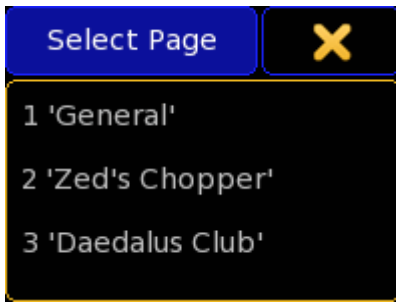 Select Page
1 'General'
2 'Zed's Chopper'
3 'Daedalus Club'